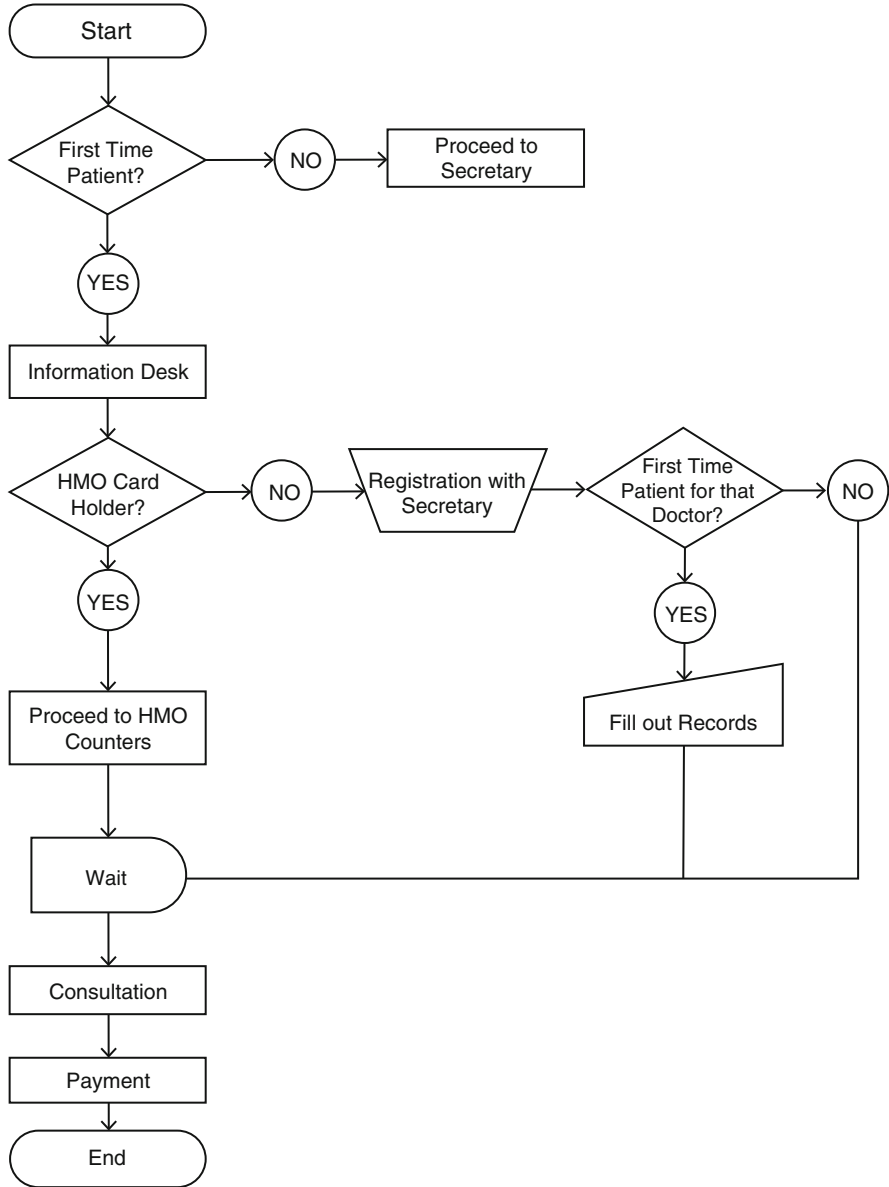 Start
First Time
Patient?
NO
Proceed to
Secretary
YES
Information Desk
HMO Card
Holder?
NO
Registration with
Secretary
First Time
Patient for that
Doctor?
NO
YES
YES
Fill out Records
Proceed to HMO
Counters
Wait
Consultation
Payment
End